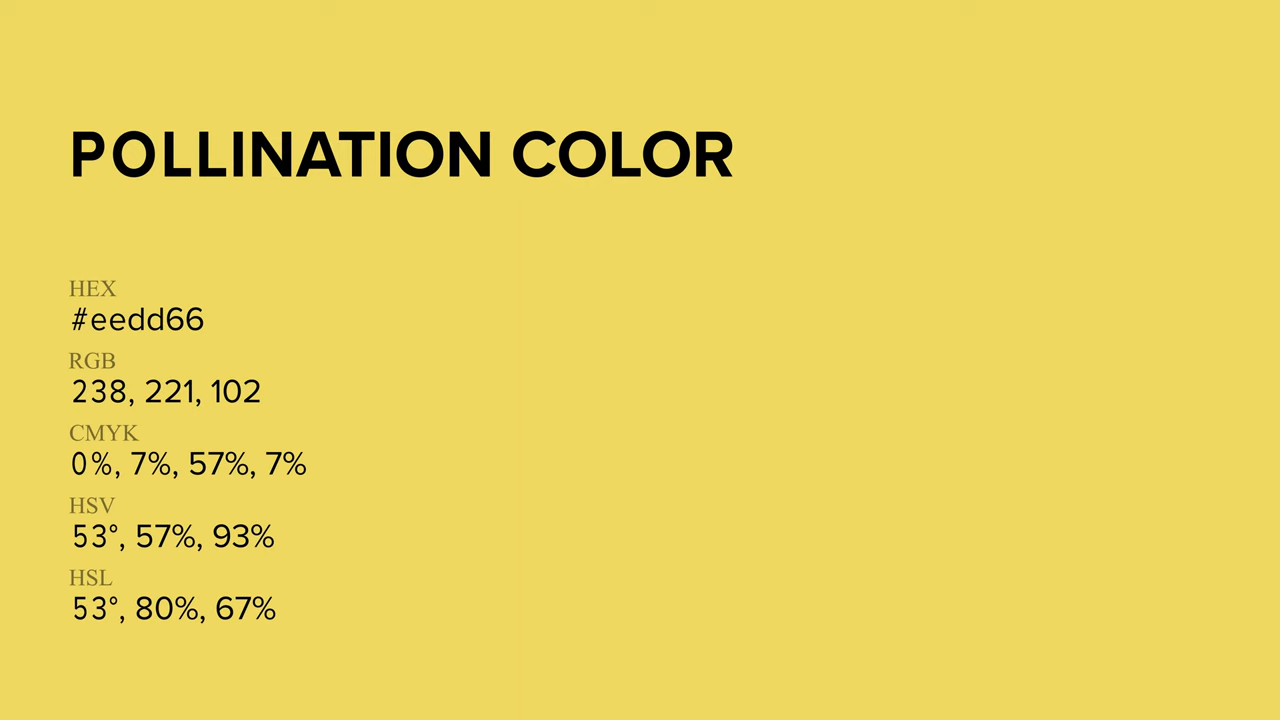 POLLINATION COLOR
HEX
#eedd66
RGB
238, 221, 102
CMYK
0%, 7%, 57%, 7%
HSV
53°, 57%, 93%
HSL
53°, 80%, 67%